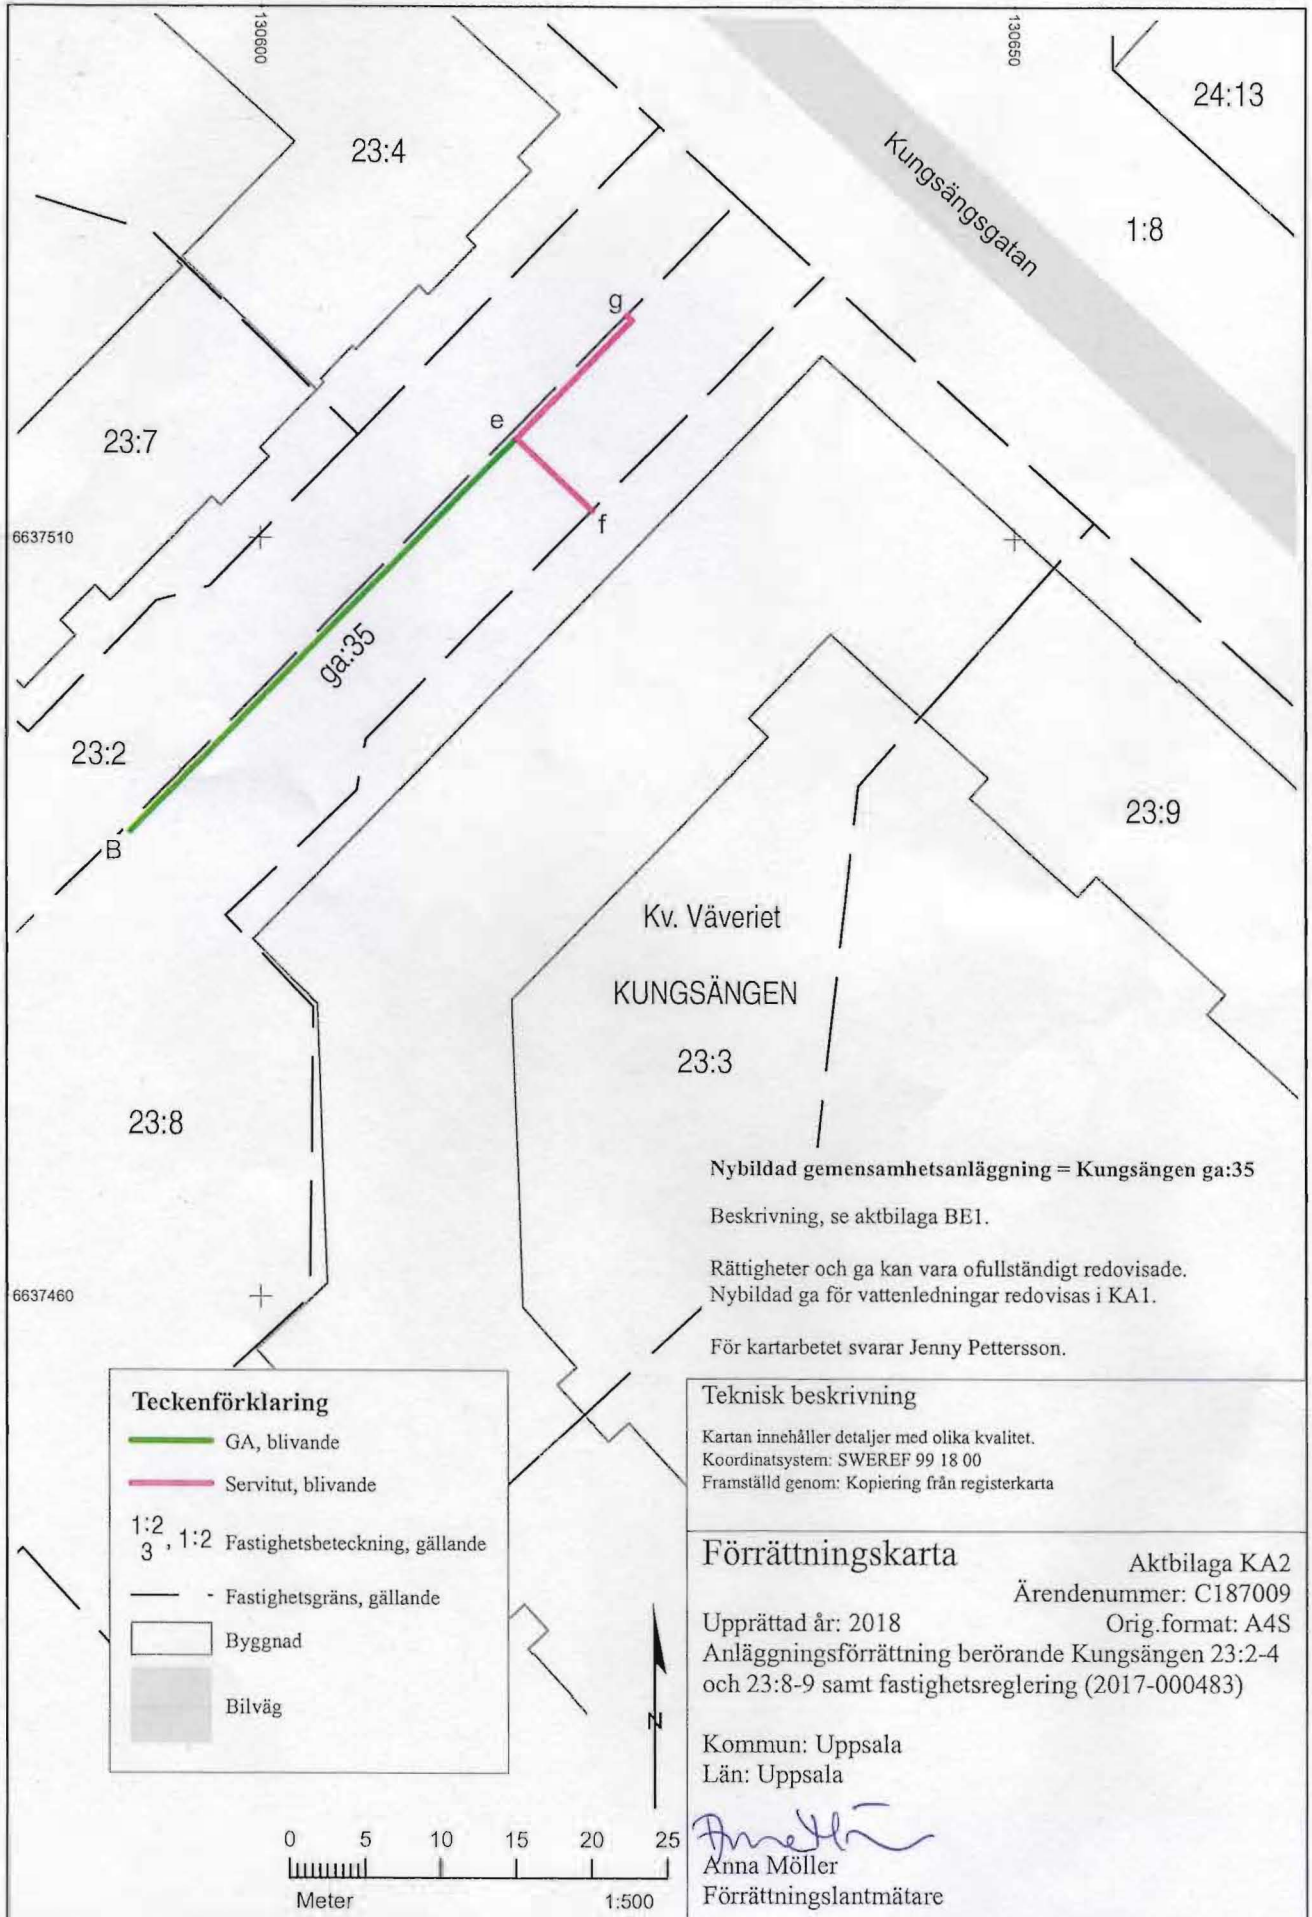 130600
130650
24:13
23:4
Kungsängsgatan
1:8
g
e
23:7
f
6637510
ga:35
23:2
23:9
B
Kv. Väveriet
KUNGSÄNGEN
23:3
23:8
Nybildad gemensamhetsanläggning = Kungsängen ga:35
Beskrivning, se aktbilaga BE1.
Rättigheter och ga kan vara ofullständigt redovisade.
Nybildad ga för vattenledningar redovisas i KA1.
För kartarbetet svarar Jenny Pettersson.
6637460
Teckenförklaring
GA, blivande
Servitut, blivande
1:2
3 , 1:2 Fastighetsbeteckning, gällande
Fastighetsgräns, gällande
Byggnad
Bilväg
Teknisk beskrivning
Kartan innehåller detaljer med olika kvalitet.
Koordinatsystem: SWEREF 99 18 00
Framställd genom: Kopiering från registerkarta
Förrättningskarta
Aktbilaga KA2
Ärendenummer: C187009
Upprättad år: 2018 Orig.format: A4S
Anläggningsförrättning berörande Kungsängen 23:2-4
och 23:8-9 samt fastighetsreglering (2017-000483)
Kommun: Uppsala
Län: Uppsala
Anna Möller
Förrättningslantmätare
N
0 5 10 15 20 25
Meter 1:500